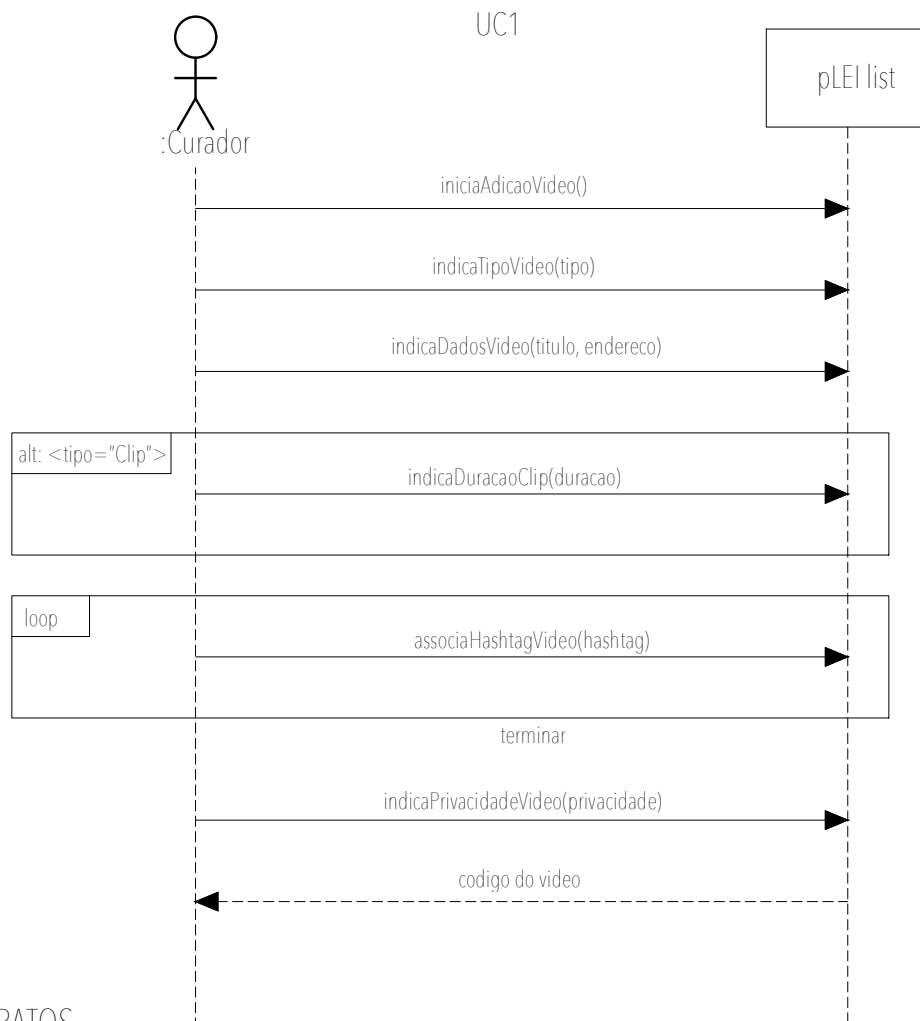 UC1
pLEI list
:Curador
iniciaAdicaoVideo()
indicaTipoVideo(tipo)
indicaDadosVideo(titulo, endereco)
alt: <tipo="Clip">
indicaDuracaoClip(duracao)
loop
associaHashtagVideo(hashtag)
terminar
indicaPrivacidadeVideo(privacidade)
codigo do video